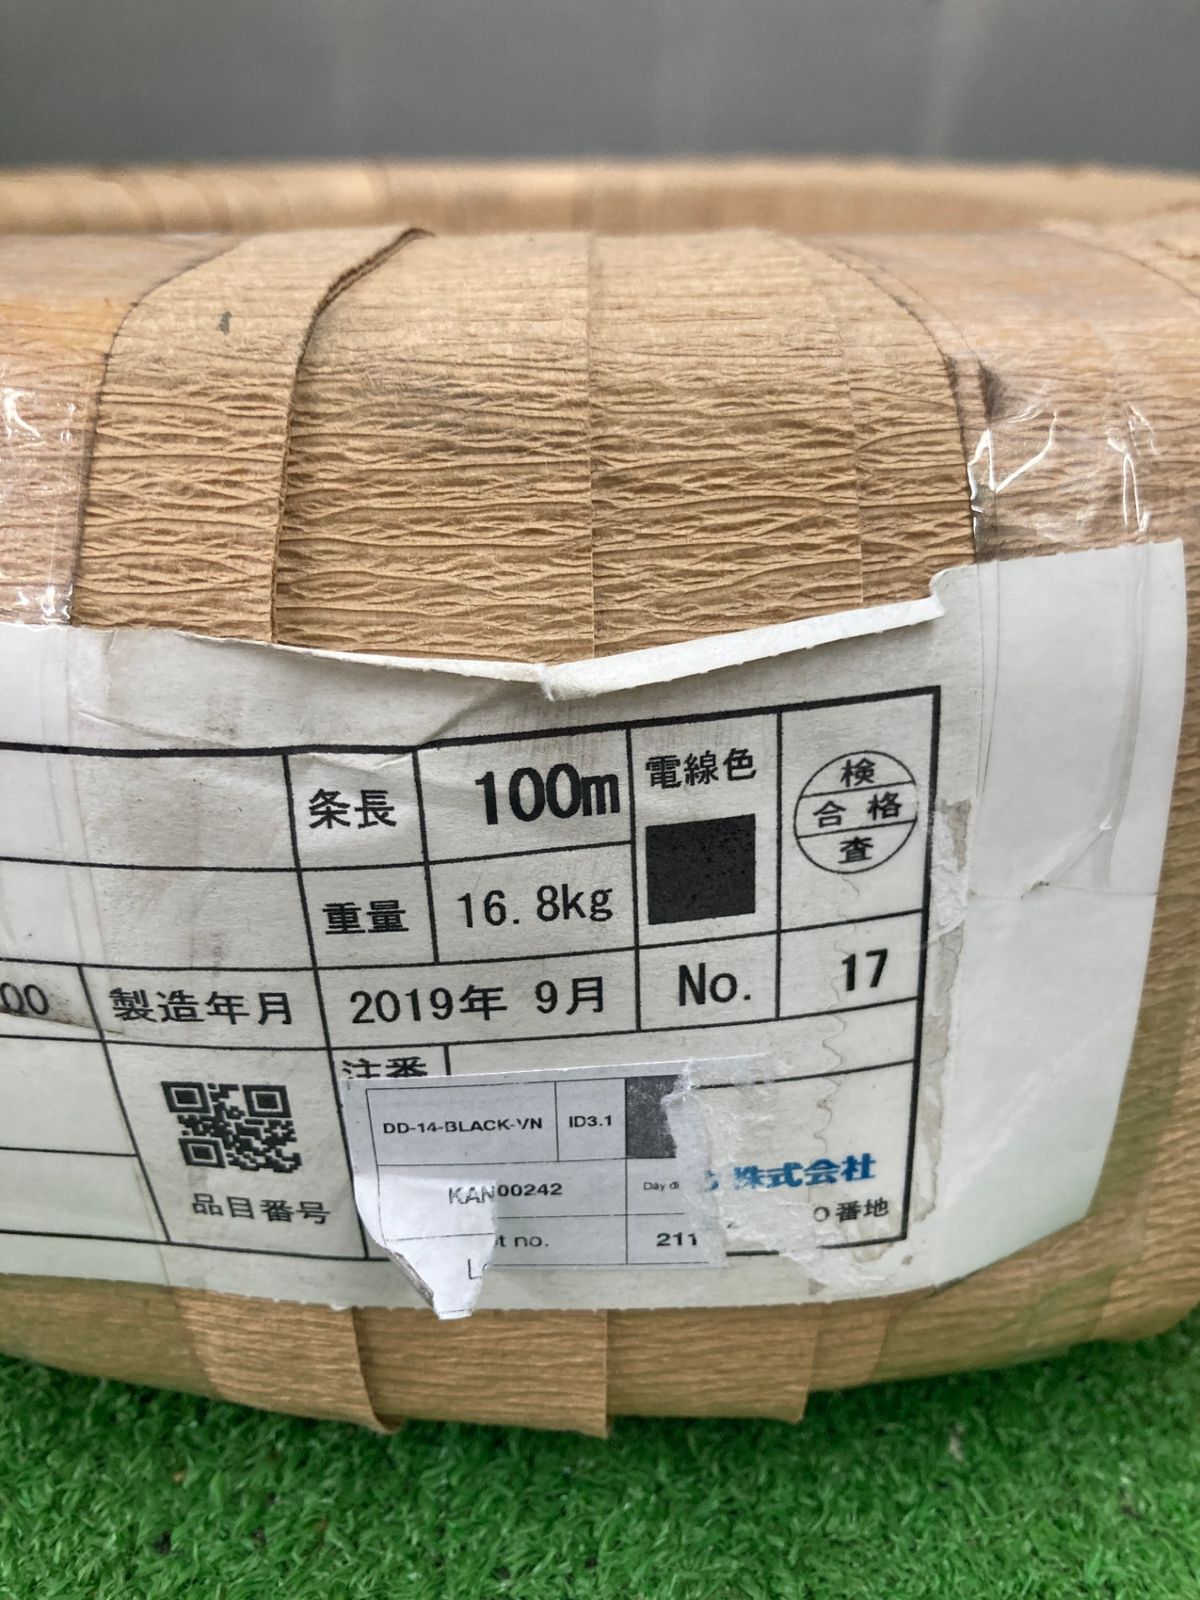 条長 100m 電線色 検査合格
重量 16.8kg
00 製造年月 2019年 9月 No. 17
注番
DD-14-BLACK-VN ID3.1
株式会社
KAN00242 Day di
品目番号
0番地
t no. 211
L